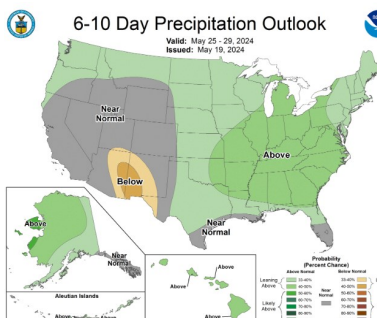 6-10 Day Precipitation Outlook
Valid: May 25 - 29, 2024
Issued: May 19, 2024
Near
Normal
Above
Below
Near
Normal
Above
Near
Normal
Above
Above
Above
Aleutian Islands
Above
Above
Probability
(Percent Chance)
Above Normal
Below Normal
Leaning
Above
Likely
Above
Near
Normal
33-40%
40-50%
50-60%
60-70%
70-80%
80-90%
33-40%
40-50%
50-60%
60-70%
70-80%
80-90%